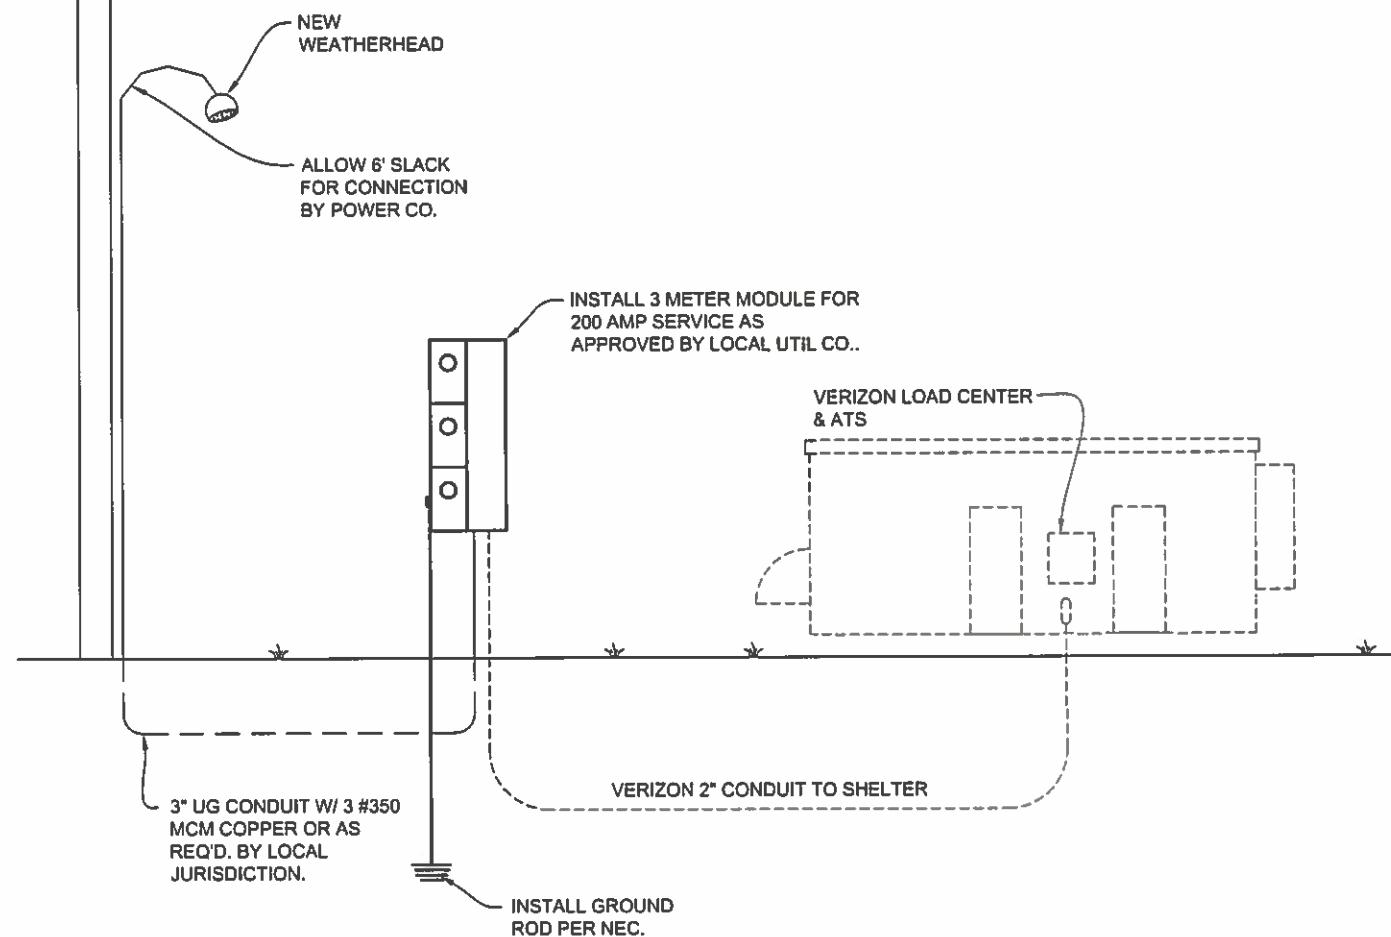 NEW
WEATHERHEAD
ALLOW 6' SLACK
FOR CONNECTION
BY POWER CO.
INSTALL 3 METER MODULE FOR
200 AMP SERVICE AS
APPROVED BY LOCAL UTIL CO..
VERIZON LOAD CENTER
& ATS
VERIZON 2" CONDUIT TO SHELTER
3" UG CONDUIT W/ 3 #350
MCM COPPER OR AS
REQ'D. BY LOCAL
JURISDICTION.
INSTALL GROUND
ROD PER NEC.